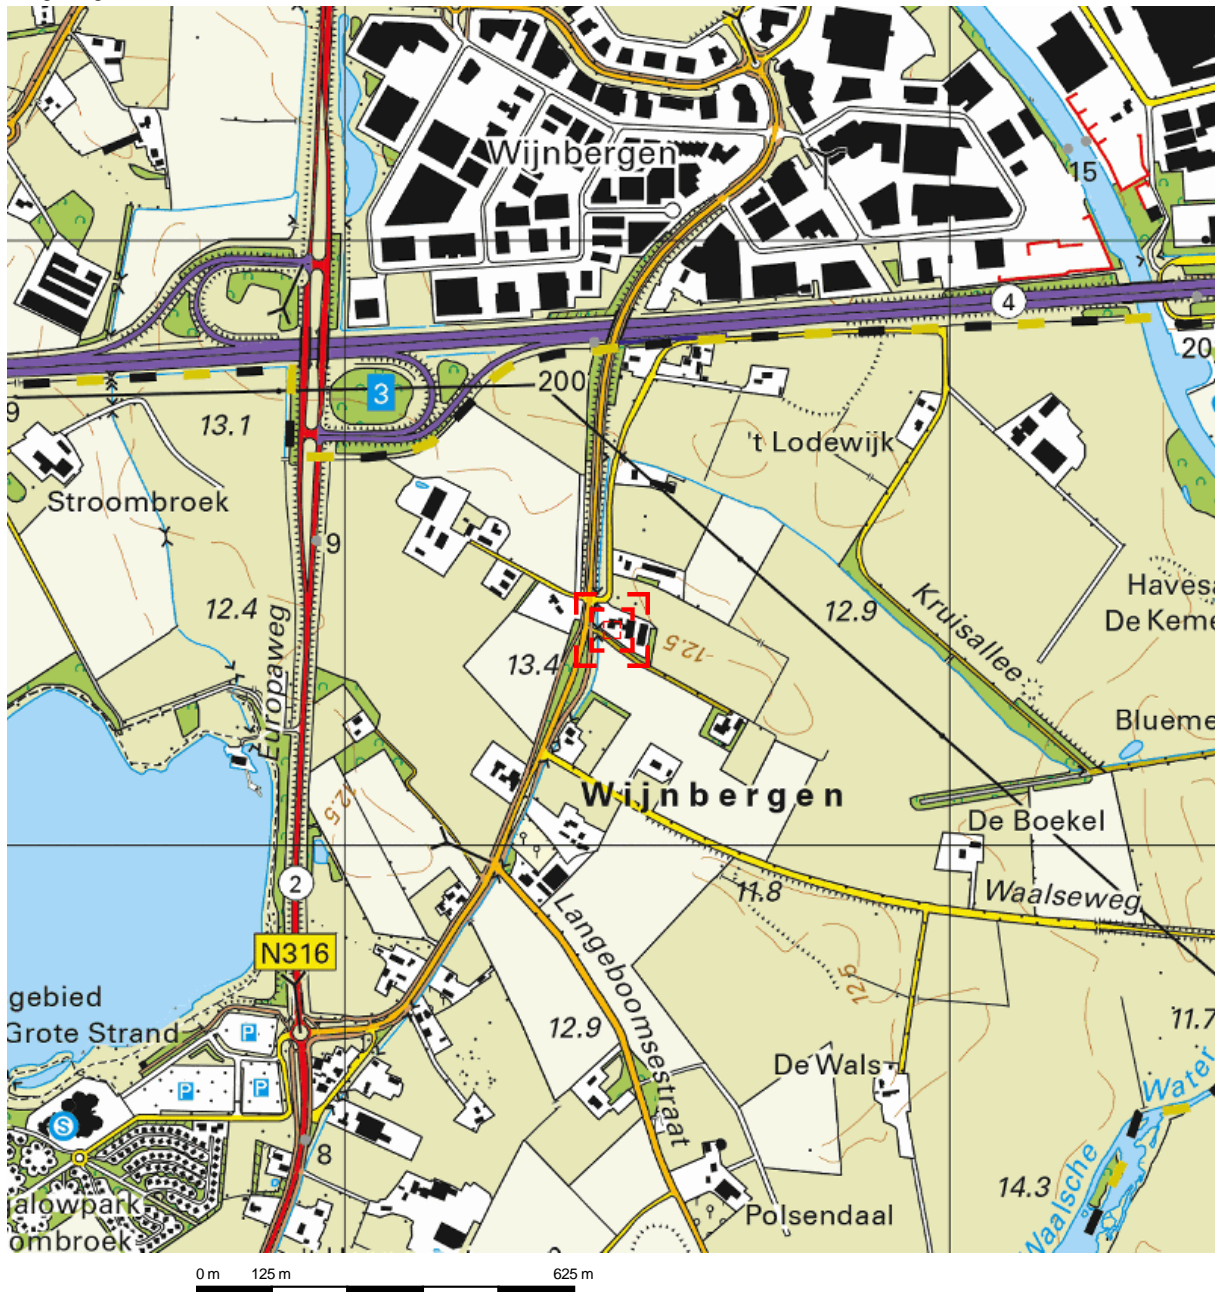 Wijnbergen
15
4
20
200
3
9
13.1
't Lodewijk
Stroombroek
9
Havesa
De Keme
12.4
12.9
Kruisallee
12.5
13.4
Europaweg
Blueme
12.5
Wijnbergen
De Boekel
2
11.8
Waalseweg
N316
Langeboomsestraat
12.5
gebied
Grote Strand
P
12.9
11.7
De Wals
P
P
Water
S
8
Waalsche
14.3
alowpark
ombroek
Polsendaal
0 m 125 m 625 m